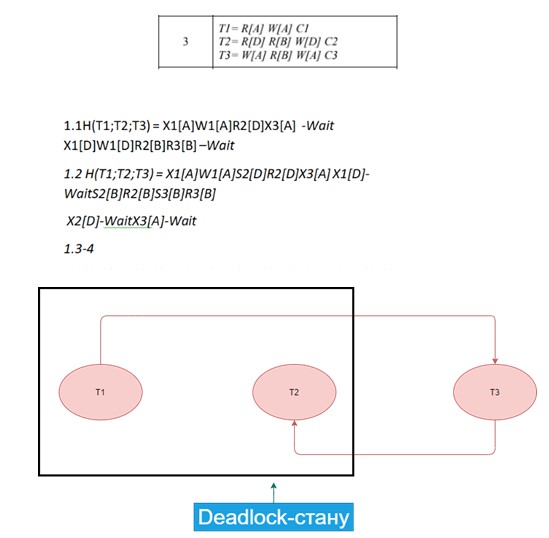 3
T1= R[A] W[A] C1
T2= R[D] R[B] W[D] C2
T3= W[A] R[B] W[A] C3
1.1H(T1;T2;T3) = X1[A]W1[A]R2[D]X3[A] -Wait
X1[D]W1[D]R2[B]R3[B] –Wait
1.2 H(T1;T2;T3) = X1[A]W1[A]S2[D]R2[D]X3[A] X1[D]-
WaitS2[B]R2[B]S3[B]R3[B]
X2[D]-WaitX3[A]-Wait
1.3-4
T1
T2
T3
Deadlock-стану